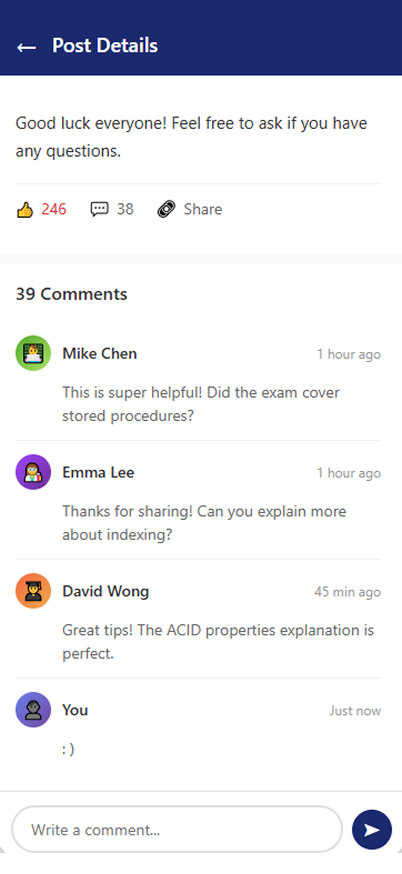 ← Post Details
Good luck everyone! Feel free to ask if you have
any questions.
246 38 Share
39 Comments
Mike Chen 1 hour ago
This is super helpful! Did the exam cover
stored procedures?
Emma Lee 1 hour ago
Thanks for sharing! Can you explain more
about indexing?
David Wong 45 min ago
Great tips! The ACID properties explanation is
perfect.
You Just now
: )
Write a comment...